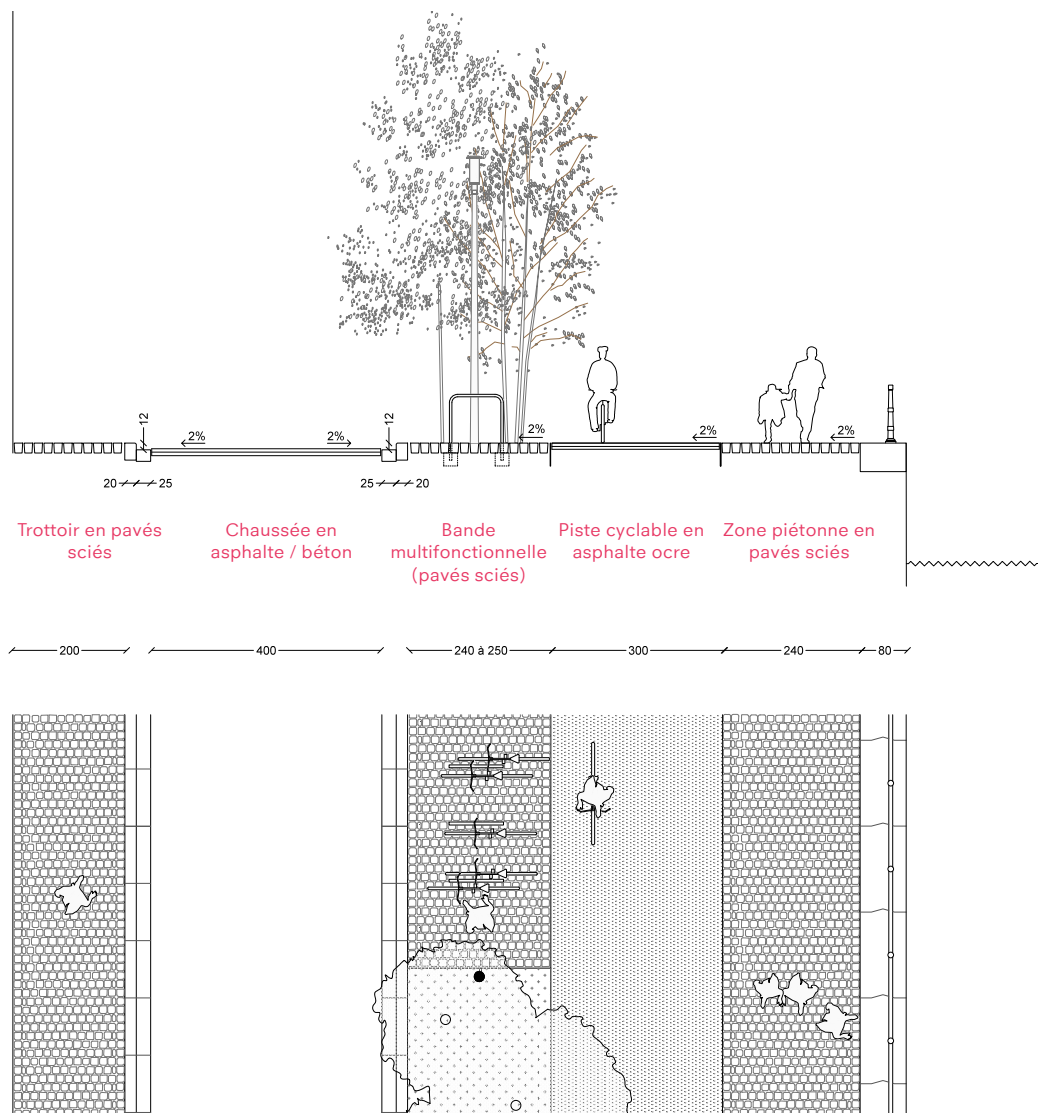 12
12
2%
2%
2%
2%
2%
20
25
25
20
Trottoir en pavés
sciés
Chaussée en
asphalte / béton
Bande
multifonctionnelle
(pavés sciés)
Piste cyclable en
asphalte ocre
Zone piétonne en
pavés sciés
200
400
240 à 250
300
240
80